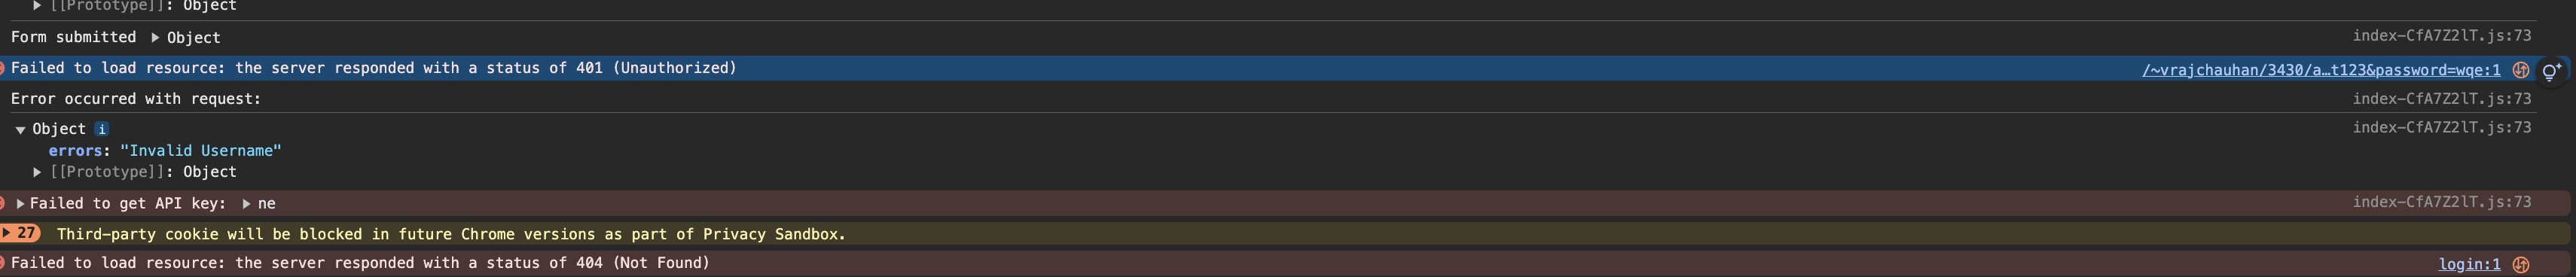 [[Prototype]]: Object
Form submitted Object index-CfA7Z2lT.js:73
Failed to load resource: the server responded with a status of 401 (Unauthorized) /~vrajchauhan/3430/a…t123&password=wqe:1
Error occurred with request: index-CfA7Z2lT.js:73
Object i index-CfA7Z2lT.js:73
errors: "Invalid Username"
[[Prototype]]: Object
Failed to get API key: ne index-CfA7Z2lT.js:73
27 Third-party cookie will be blocked in future Chrome versions as part of Privacy Sandbox.
Failed to load resource: the server responded with a status of 404 (Not Found) login:1